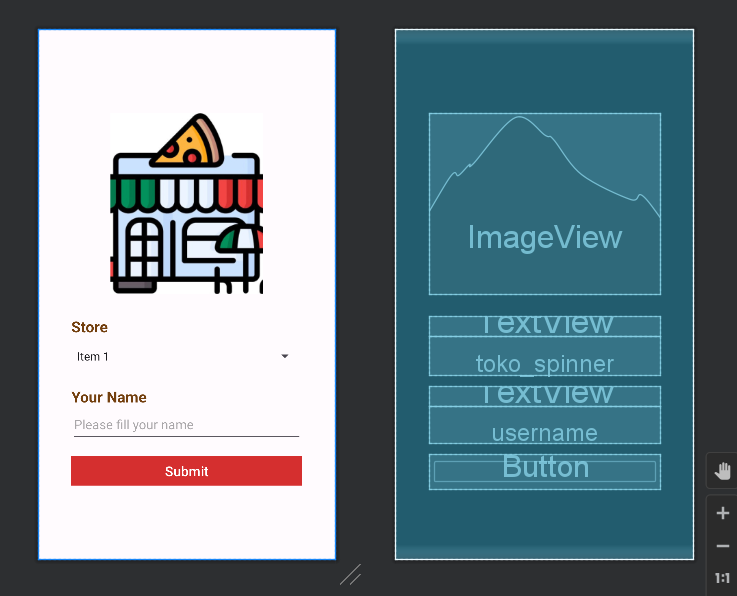 Store
Item 1
Your Name
Please fill your name
Submit
ImageView
TextView
toko_spinner
TextView
username
Button
1:1